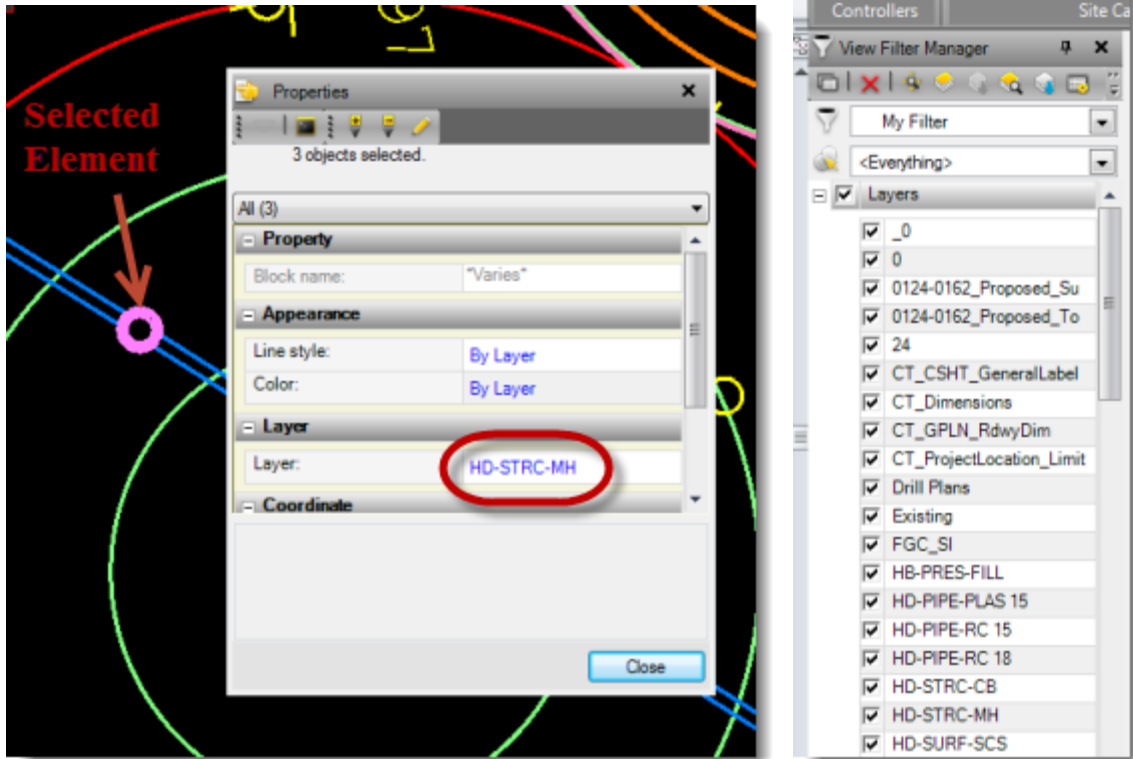 Selected
Element
Properties
3 objects selected.
All (3)
Property
Block name:
*Varies*
Appearance
Line style:
By Layer
Color:
By Layer
Layer
Layer:
HD-STRC-MH
Coordinate
Close
Controllers
Site Ca
View Filter Manager
My Filter
<Everything>
Layers
_0
0
0124-0162_Proposed_Su
0124-0162_Proposed_To
24
CT_CSHT_GeneralLabel
CT_Dimensions
CT_GPLN_RdwyDim
CT_ProjectLocation_Limit
Drill Plans
Existing
FGC_SI
HB-PRES-FILL
HD-PIPE-PLAS 15
HD-PIPE-RC 15
HD-PIPE-RC 18
HD-STRC-CB
HD-STRC-MH
HD-SURF-SCS